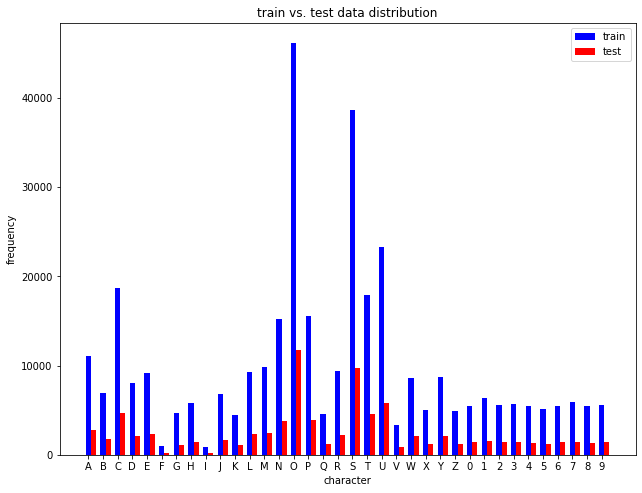 train vs. test data distribution
train
test
frequency
40000
30000
20000
10000
0
A B C D E F G H I J K L M N O P Q R S T U V W X Y Z 0 1 2 3 4 5 6 7 8 9
character